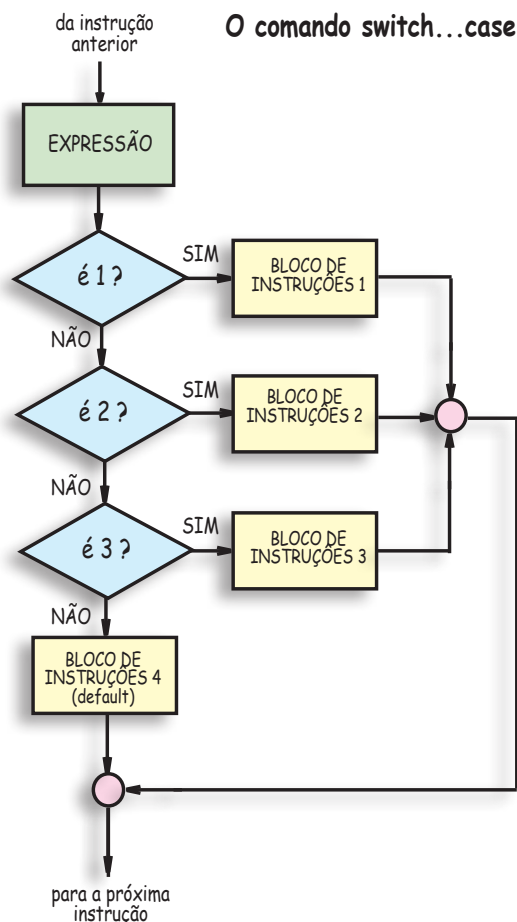 da instrução
anterior
O comando switch...case
EXPRESSÃO
é 1 ?
SIM
BLOCO DE
INSTRUÇÕES 1
NÃO
é 2 ?
SIM
BLOCO DE
INSTRUÇÕES 2
NÃO
é 3 ?
SIM
BLOCO DE
INSTRUÇÕES 3
NÃO
BLOCO DE
INSTRUÇÕES 4
(default)
para a próxima
instrução